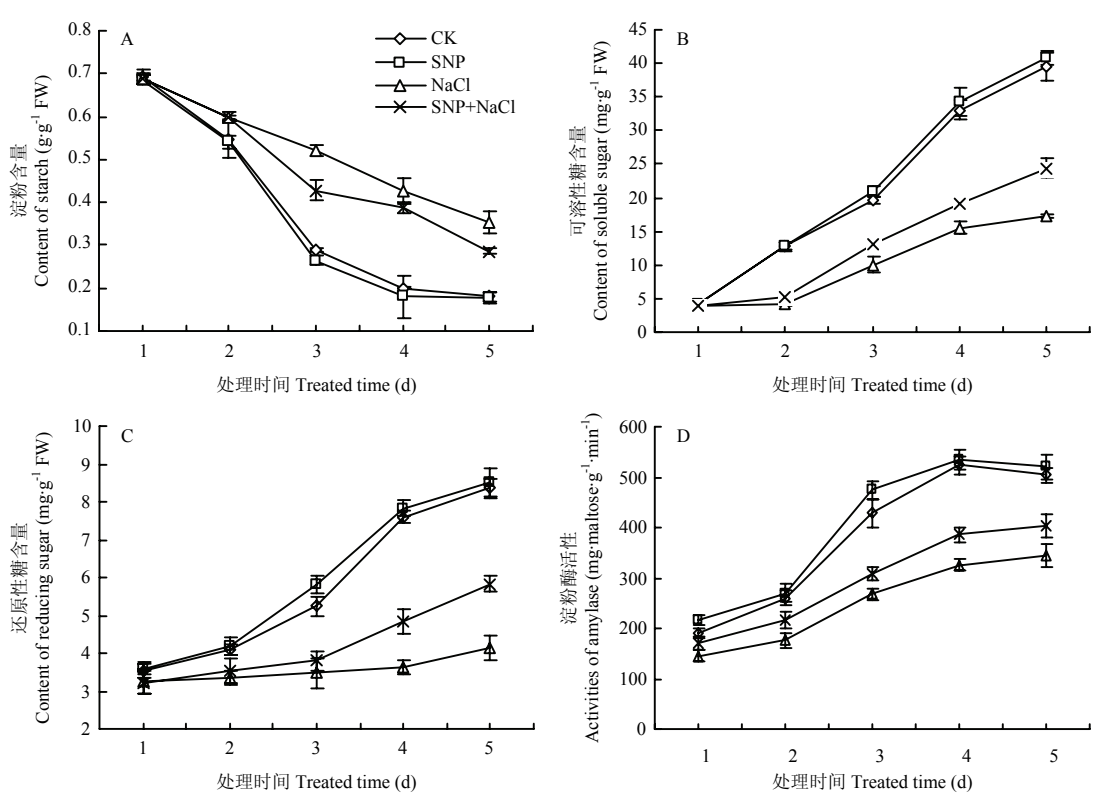 A
CK
SNP
NaCl
SNP+NaCl
淀粉含量
Content of starch (g·g⁻¹ FW)
0.8
0.7
0.6
0.5
0.4
0.3
0.2
0.1
1 2 3 4 5
处理时间 Treated time (d)
B
可溶性糖含量
Content of soluble sugar (mg·g⁻¹ FW)
45
40
35
30
25
20
15
10
5
0
1 2 3 4 5
处理时间 Treated time (d)
C
还原性糖含量
Content of reducing sugar (mg·g⁻¹ FW)
10
9
8
7
6
5
4
3
2
1 2 3 4 5
处理时间 Treated time (d)
D
淀粉酶活性
Activities of amylase (mg·maltose·g⁻¹·min⁻¹)
600
500
400
300
200
100
0
1 2 3 4 5
处理时间 Treated time (d)